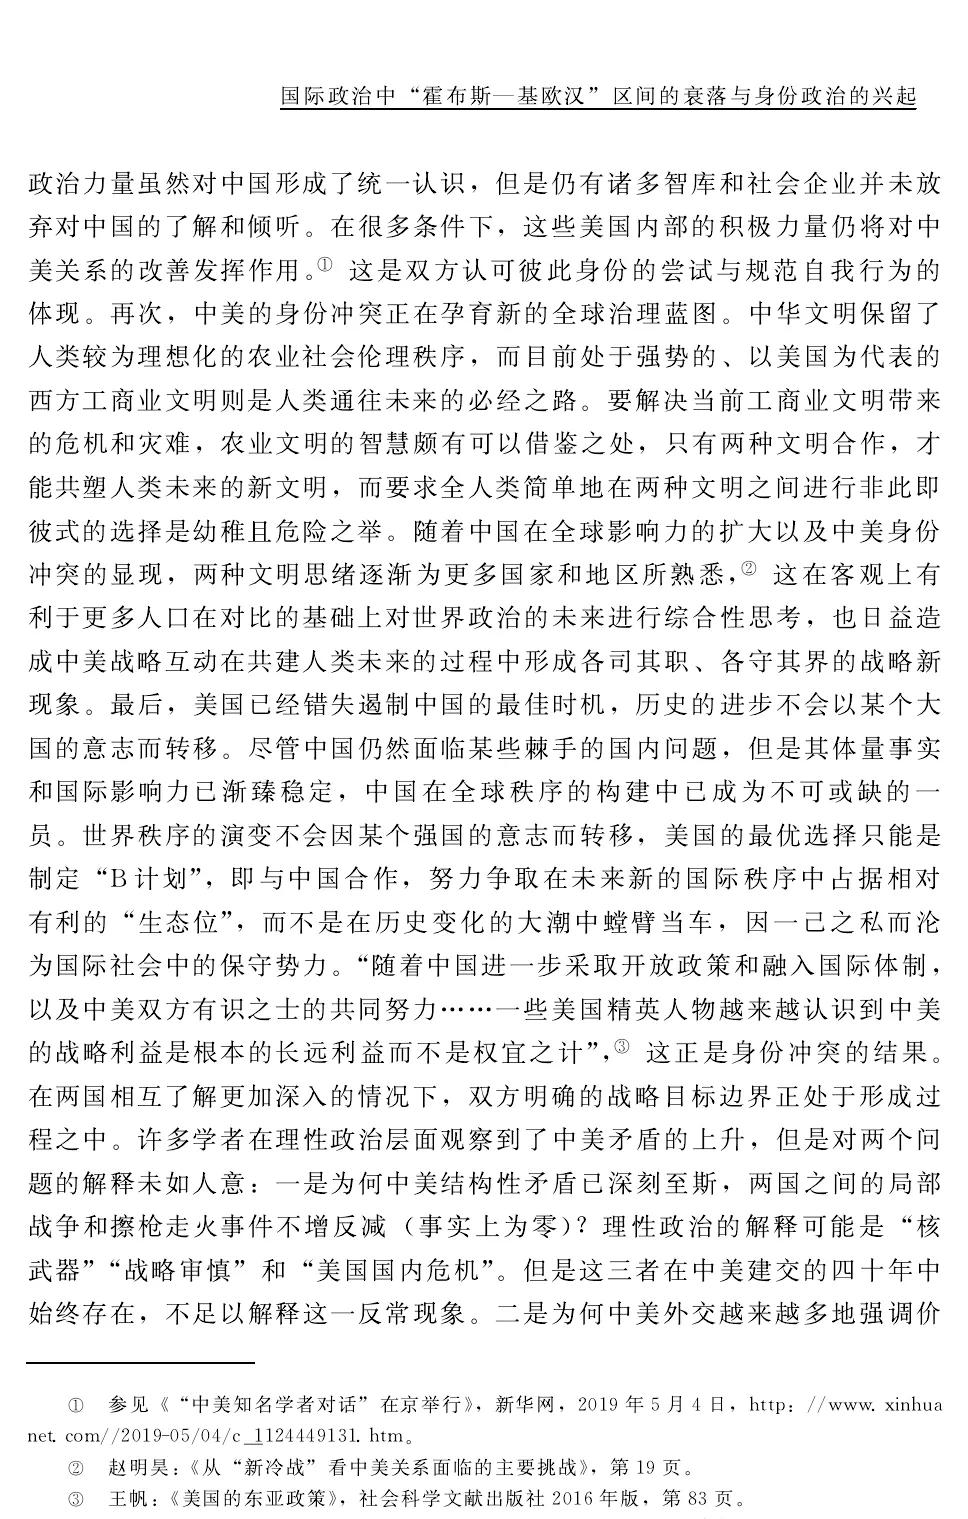 国际政治中“霍布斯—基欧汉”区间的衰落与身份政治的兴起
政治力量虽然对中国形成了统一认识，但是仍有诸多智库和社会企业并未放
弃对中国的了解和倾听。在很多条件下，这些美国内部的积极力量仍将对中
美关系的改善发挥作用。① 这是双方认可彼此身份的尝试与规范自我行为的
体现。再次，中美的身份冲突正在孕育新的全球治理蓝图。中华文明保留了
人类较为理想化的农业社会伦理秩序，而目前处于强势的、以美国为代表的
西方工商业文明则是人类通往未来的必经之路。要解决当前工商业文明带来
的危机和灾难，农业文明的智慧颇有可以借鉴之处，只有两种文明合作，才
能共塑人类未来的新文明，而要求全人类简单地在两种文明之间进行非此即
彼式的选择是幼稚且危险之举。随着中国在全球影响力的扩大以及中美身份
冲突的显现，两种文明思绪逐渐为更多国家和地区所熟悉，② 这在客观上有
利于更多人口在对比的基础上对世界政治的未来进行综合性思考，也日益造
成中美战略互动在共建人类未来的过程中形成各司其职、各守其界的战略新
现象。最后，美国已经错失遏制中国的最佳时机，历史的进步不会以某个大
国的意志而转移。尽管中国仍然面临某些棘手的国内问题，但是其体量事实
和国际影响力已渐臻稳定，中国在全球秩序的构建中已成为不可或缺的一
员。世界秩序的演变不会因某个强国的意志而转移，美国的最优选择只能是
制定“B计划”，即与中国合作，努力争取在未来新的国际秩序中占据相对
有利的“生态位”，而不是在历史变化的大潮中螳臂当车，因一己之私而沦
为国际社会中的保守势力。“随着中国进一步采取开放政策和融入国际体制，
以及中美双方有识之士的共同努力……一些美国精英人物越来越认识到中美
的战略利益是根本的长远利益而不是权宜之计”，③ 这正是身份冲突的结果。
在两国相互了解更加深入的情况下，双方明确的战略目标边界正处于形成过
程之中。许多学者在理性政治层面观察到了中美矛盾的上升，但是对两个问
题的解释未如人意：一是为何中美结构性矛盾已深刻至斯，两国之间的局部
战争和擦枪走火事件不增反减（事实上为零）？理性政治的解释可能是“核
武器”“战略审慎”和“美国国内危机”。但是这三者在中美建交的四十年中
始终存在，不足以解释这一反常现象。二是为何中美外交越来越多地强调价
① 参见《“中美知名学者对话”在京举行》，新华网，2019年5月4日，http：//www. xinhua
net. com//2019-05/04/c_1124449131. htm。
② 赵明昊：《从“新冷战”看中美关系面临的主要挑战》，第19页。
③ 王帆：《美国的东亚政策》，社会科学文献出版社2016年版，第83页。